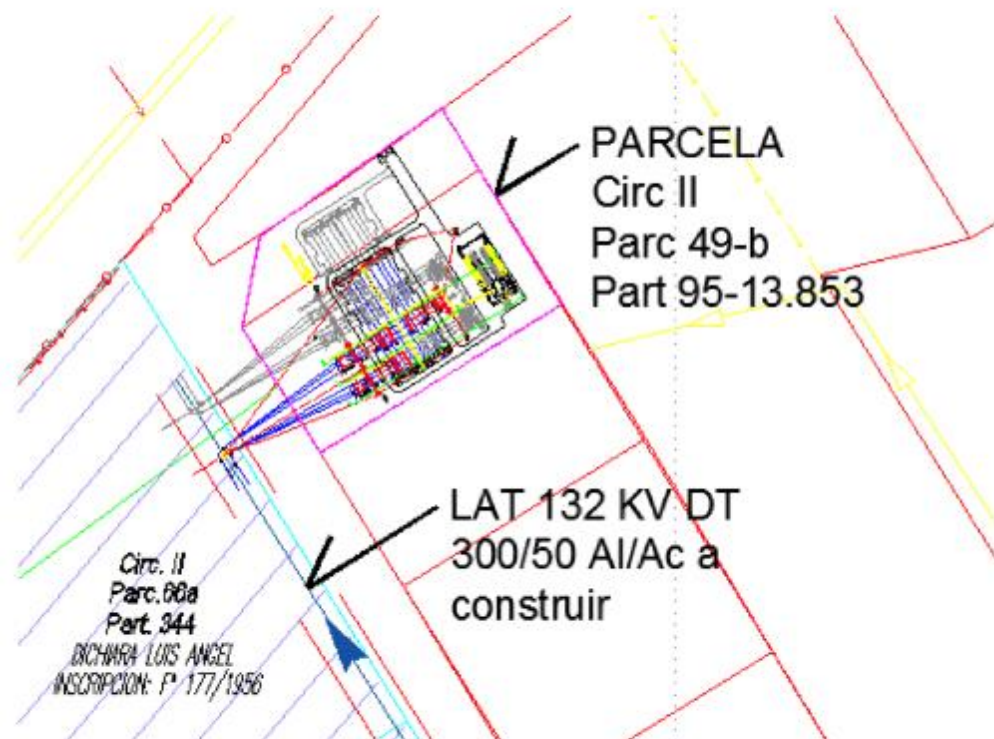 PARCELA
Circ II
Parc 49-b
Part 95-13.853
LAT 132 KV DT
300/50 Al/Ac a
construir
Circ. II
Parc.66a
Part. 344
DICHIARA LUIS ANGEL
INSCRIPCION: Fº 177/1956